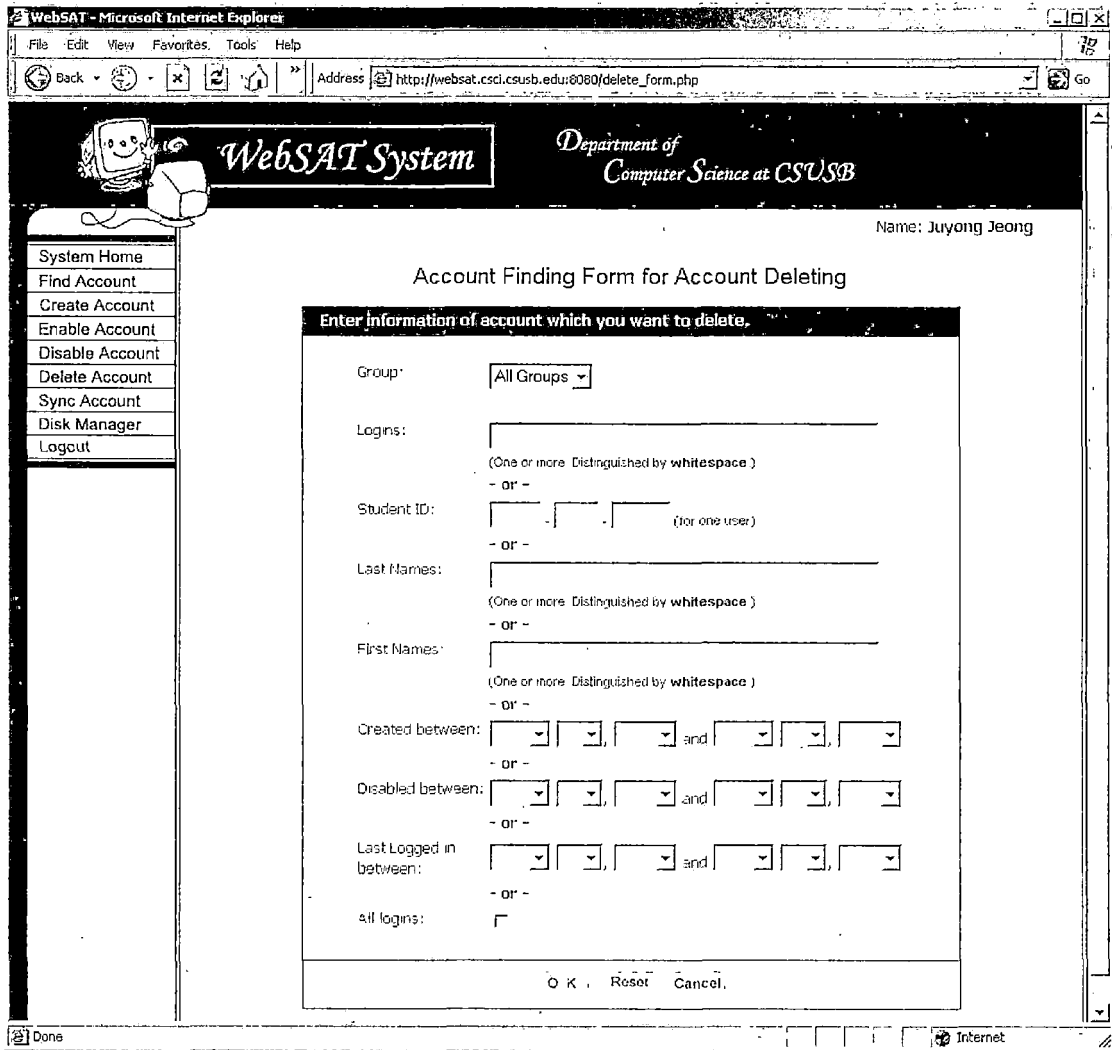 WebSAT - Microsoft Internet Explorer
File Edit View Favorites Tools Help
Back
Address http://websat.csci.csusb.edu:8080/delete_form.php Go
WebSAT System
Department of
Computer Science at CSUSB
Name: Juyong Jeong
System Home
Find Account
Create Account
Enable Account
Disable Account
Delete Account
Sync Account
Disk Manager
Logout
Account Finding Form for Account Deleting
Enter information of account which you want to delete.
Group: All Groups
Logins:
(One or more Distinguished by whitespace )
- or -
Student ID: - - (for one user)
- or -
Last Names:
(One or more Distinguished by whitespace )
- or -
First Names:
(One or more Distinguished by whitespace )
- or -
Created between: , and ,
- or -
Disabled between: , and ,
- or -
Last Logged in
between: , and ,
- or -
All logins:
O K Reset Cancel
Done Internet